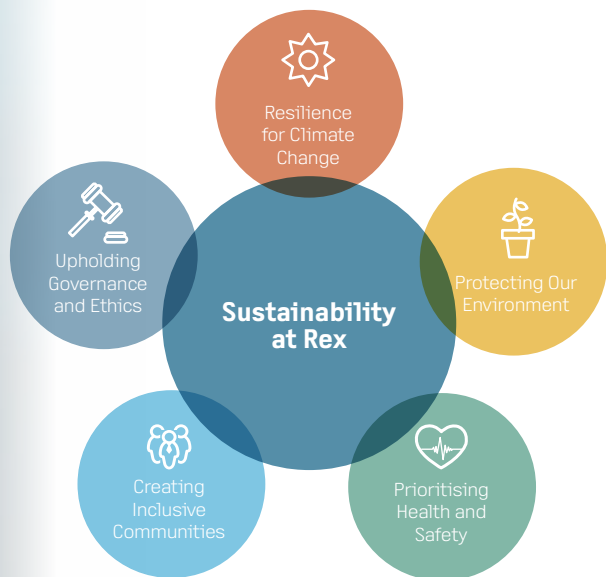 Resilience
for Climate
Change
Upholding
Governance
and Ethics
Protecting Our
Environment
Sustainability
at Rex
Creating
Inclusive
Communities
Prioritising
Health and
Safety